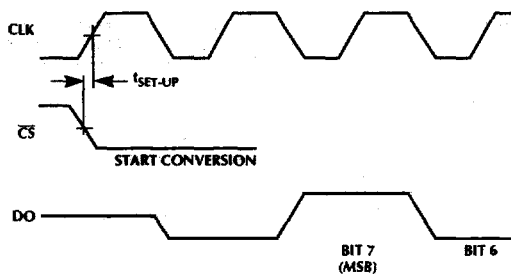 CLK
tSET-UP
CS
START CONVERSION
DO
BIT 7
(MSB)
BIT 6